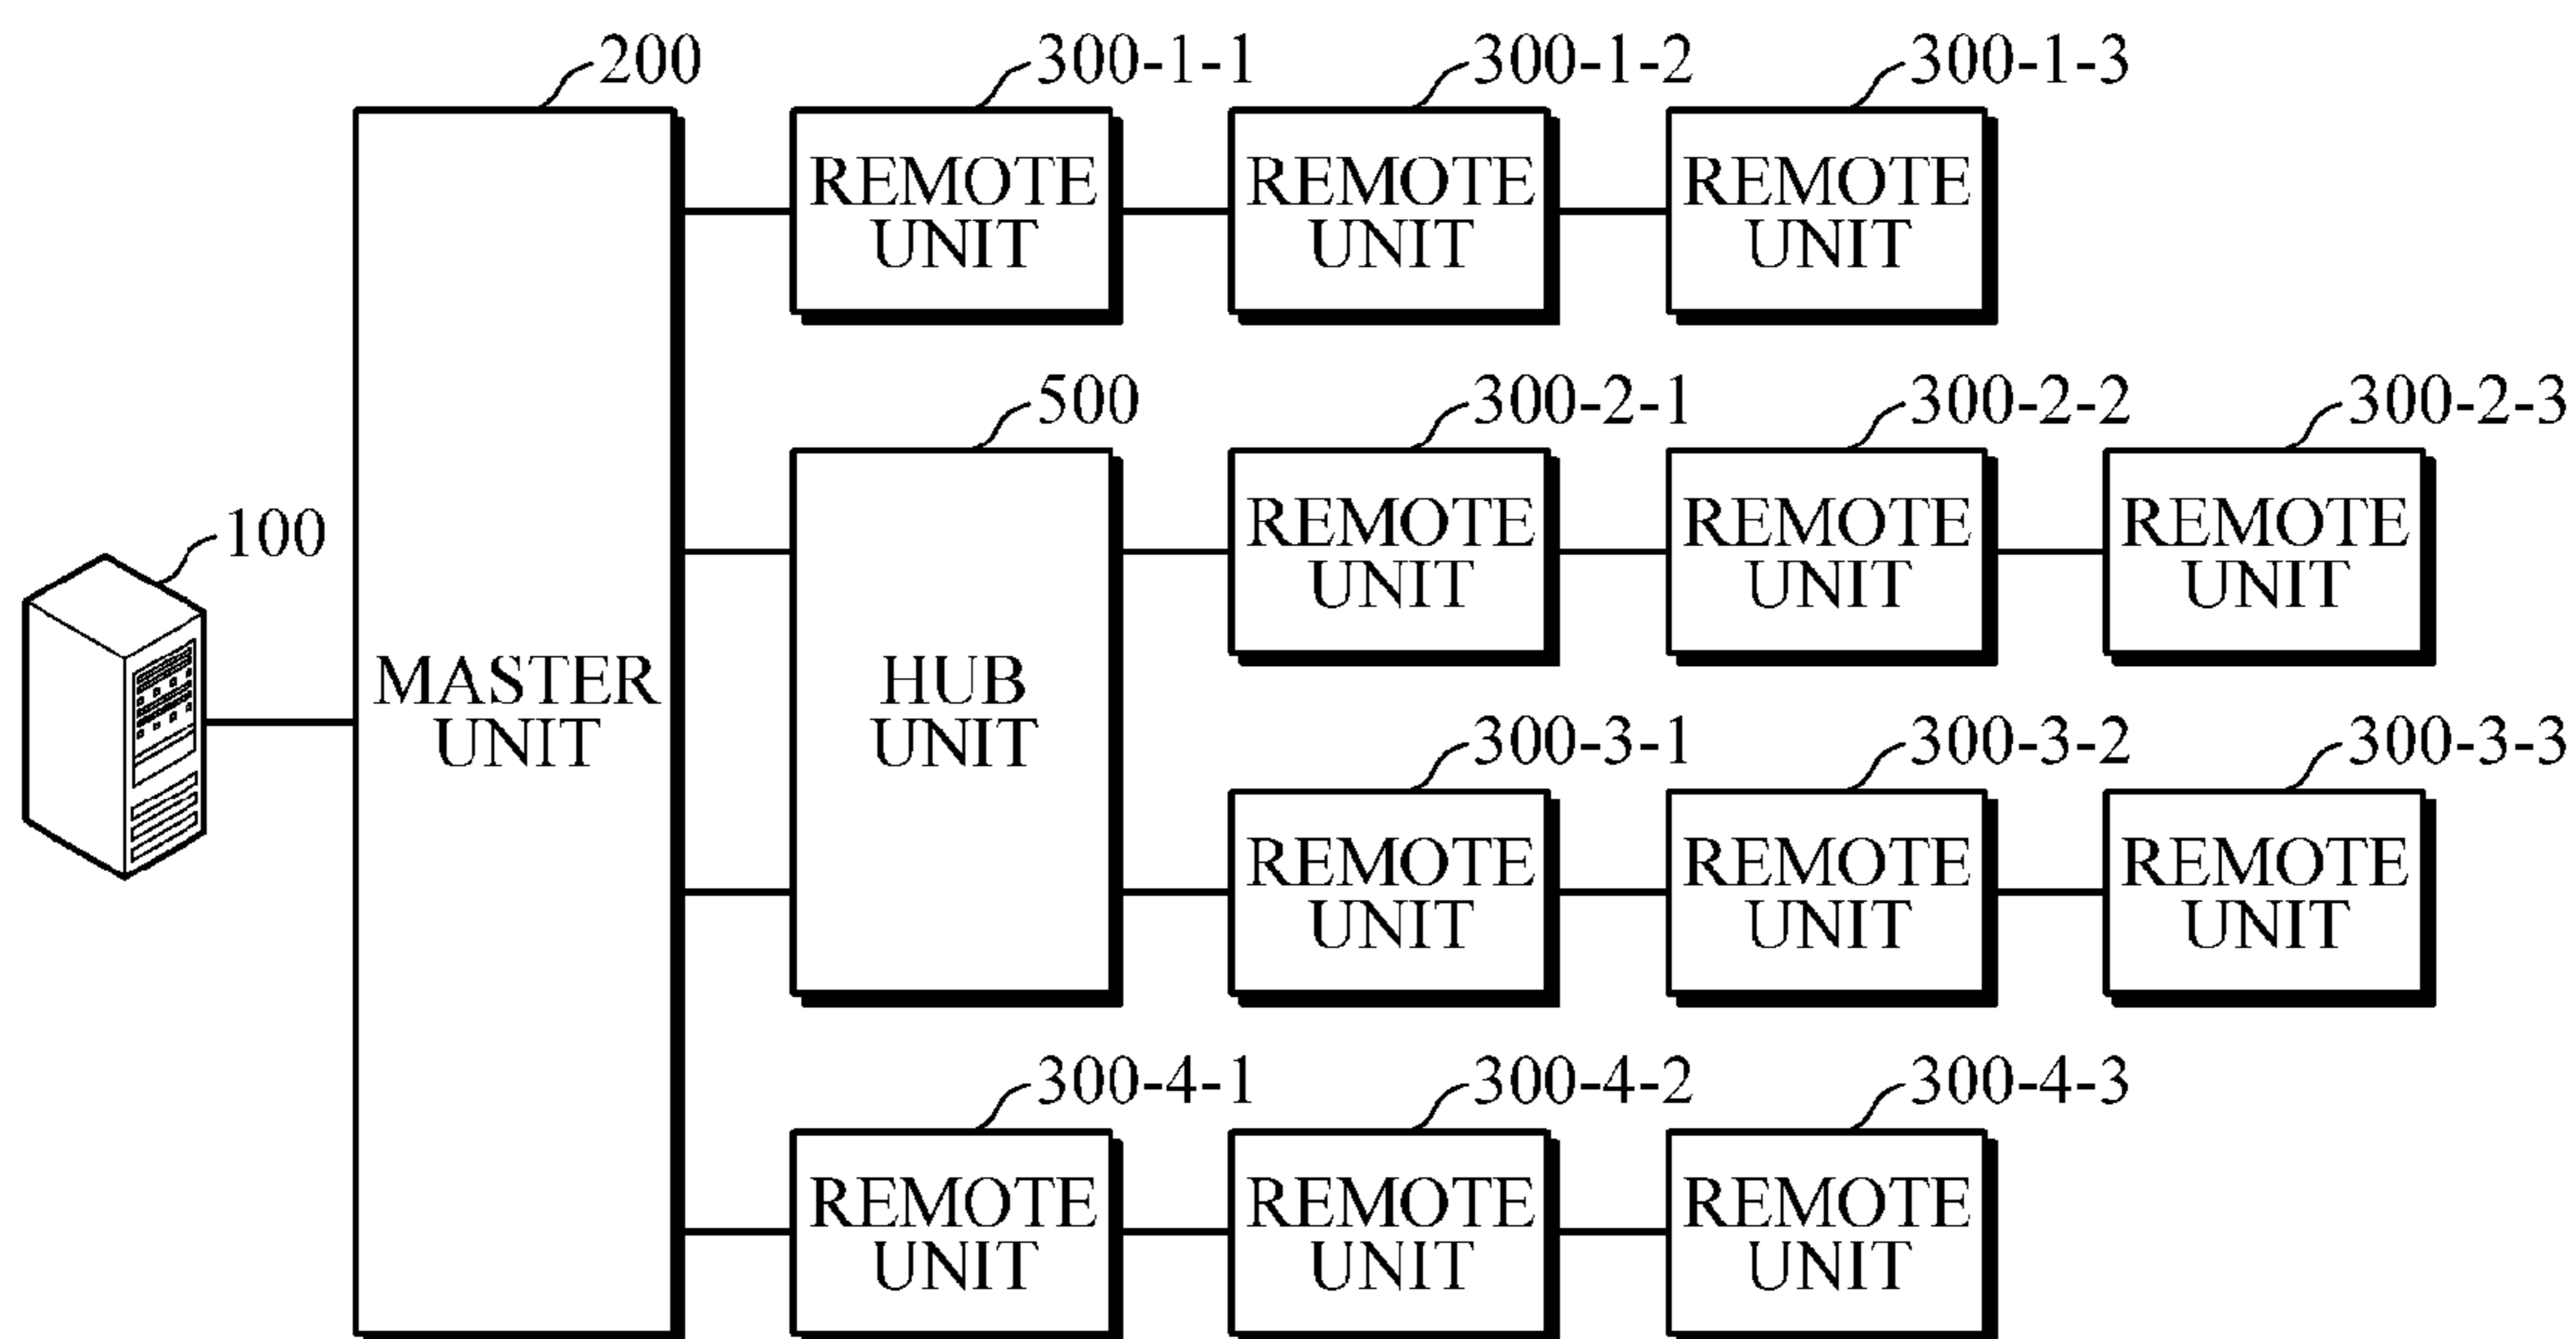 200
300-1-1
300-1-2
300-1-3
REMOTE
UNIT
REMOTE
UNIT
REMOTE
UNIT
500
300-2-1
300-2-2
300-2-3
REMOTE
UNIT
REMOTE
UNIT
REMOTE
UNIT
100
MASTER
UNIT
HUB
UNIT
300-3-1
300-3-2
300-3-3
REMOTE
UNIT
REMOTE
UNIT
REMOTE
UNIT
300-4-1
300-4-2
300-4-3
REMOTE
UNIT
REMOTE
UNIT
REMOTE
UNIT